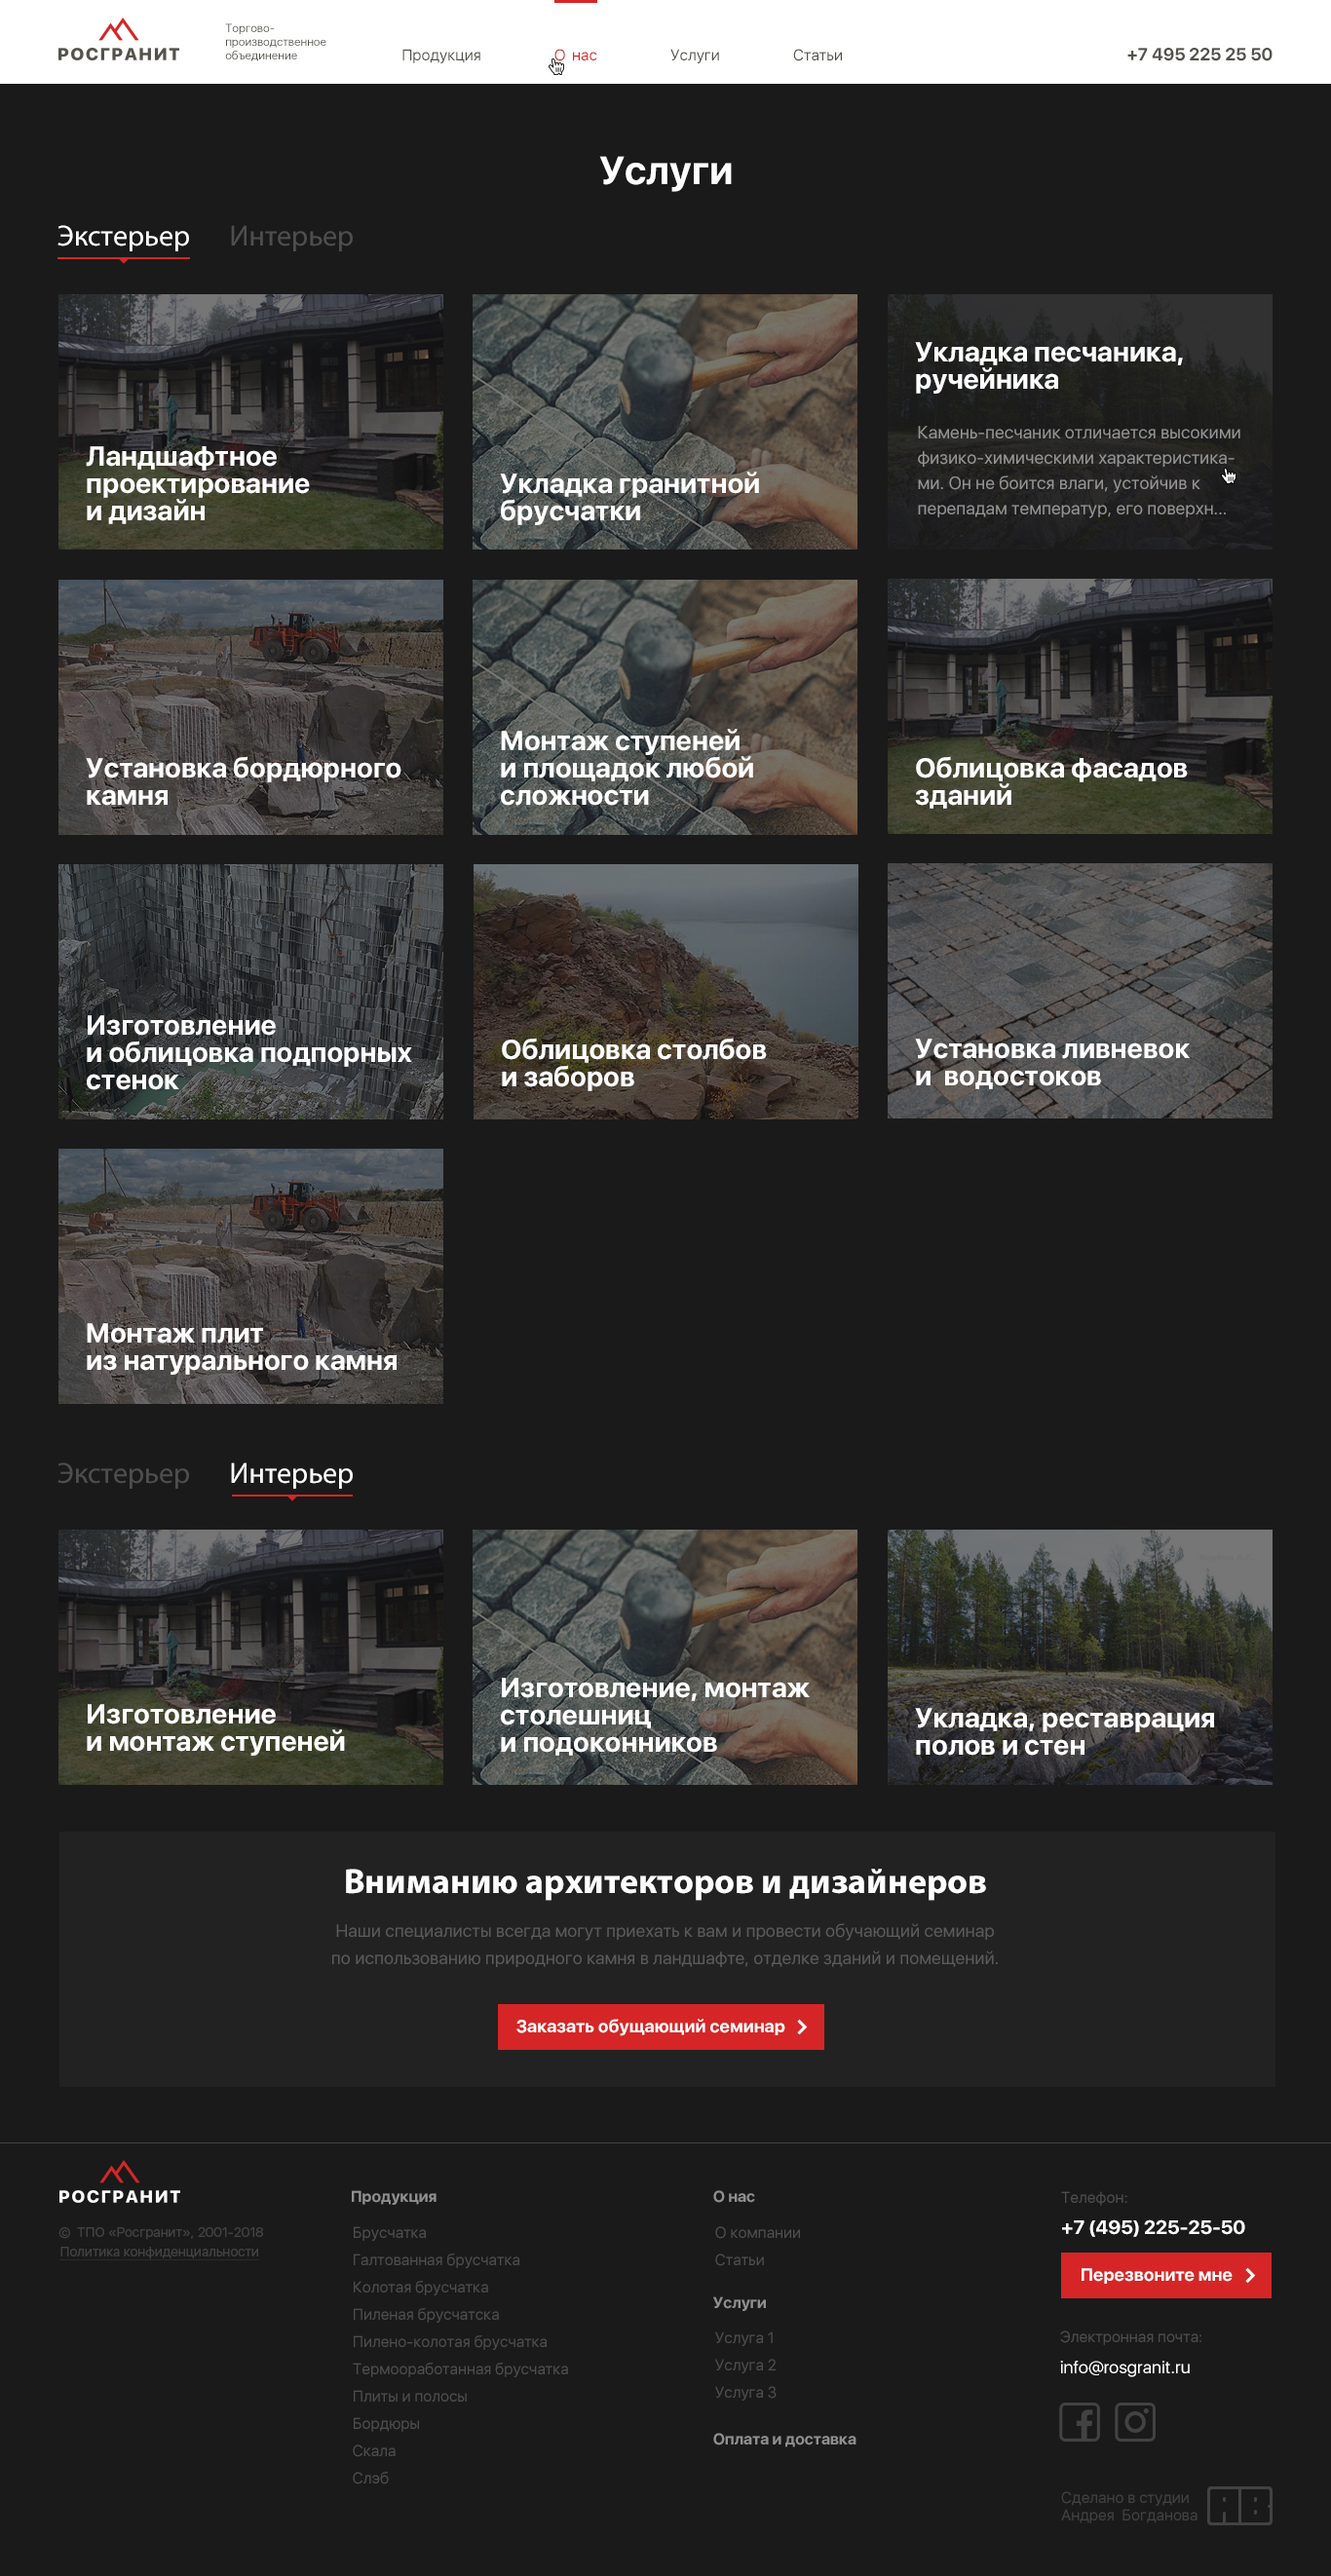 РОСГРАНИТ
Торгово-
производственное
объединение
Продукция
О нас
Услуги
Статьи
+7 495 225 25 50
Услуги
Экстерьер
Интерьер
Ландшафтное
проектирование
и дизайн
Укладка гранитной
брусчатки
Укладка песчаника,
ручейника
Камень-песчаник отличается высокими
физико-химическими характеристика-
ми. Он не боится влаги, устойчив к
перепадам температур, его поверхн...
Установка бордюрного
камня
Монтаж ступеней
и площадок любой
сложности
Облицовка фасадов
зданий
Изготовление
и облицовка подпорных
стенок
Облицовка столбов
и заборов
Установка ливневок
и водостоков
Монтаж плит
из натурального камня
Экстерьер
Интерьер
Изготовление
и монтаж ступеней
Изготовление, монтаж
столешниц
и подоконников
Укладка, реставрация
полов и стен
Вниманию архитекторов и дизайнеров
Наши специалисты всегда могут приехать к вам и провести обучающий семинар
по использованию природного камня в ландшафте, отделке зданий и помещений.
Заказать обущающий семинар
РОСГРАНИТ
© ТПО «Росгранит», 2001-2018
Политика конфиденциальности
Продукция
Брусчатка
Галтованная брусчатка
Колотая брусчатка
Пиленая брусчатска
Пилено-колотая брусчатка
Термооработанная брусчатка
Плиты и полосы
Бордюры
Скала
Слэб
О нас
О компании
Статьи
Услуги
Услуга 1
Услуга 2
Услуга 3
Оплата и доставка
Телефон:
+7 (495) 225-25-50
Перезвоните мне
Электронная почта:
info@rosgranit.ru
Сделано в студии
Андрея Богданова